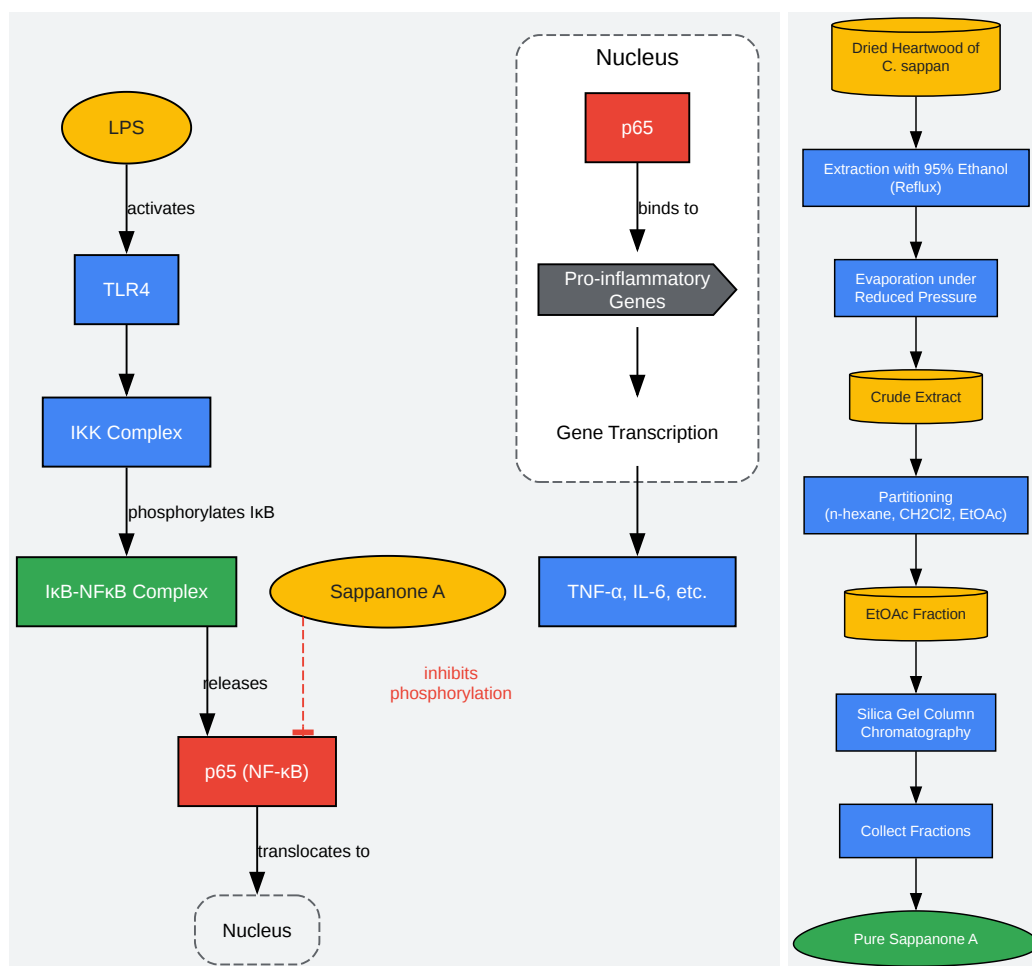 LPS
activates
TLR4
IKK Complex
phosphorylates IκB
IκB-NFκB Complex
Sappanone A
releases
inhibits
phosphorylation
p65 (NF-κB)
translocates to
Nucleus
Nucleus
p65
binds to
Pro-inflammatory
Genes
Gene Transcription
TNF-α, IL-6, etc.
Dried Heartwood of
C. sappan
Extraction with 95% Ethanol
(Reflux)
Evaporation under
Reduced Pressure
Crude Extract
Partitioning
(n-hexane, CH2Cl2, EtOAc)
EtOAc Fraction
Silica Gel Column
Chromatography
Collect Fractions
Pure Sappanone A